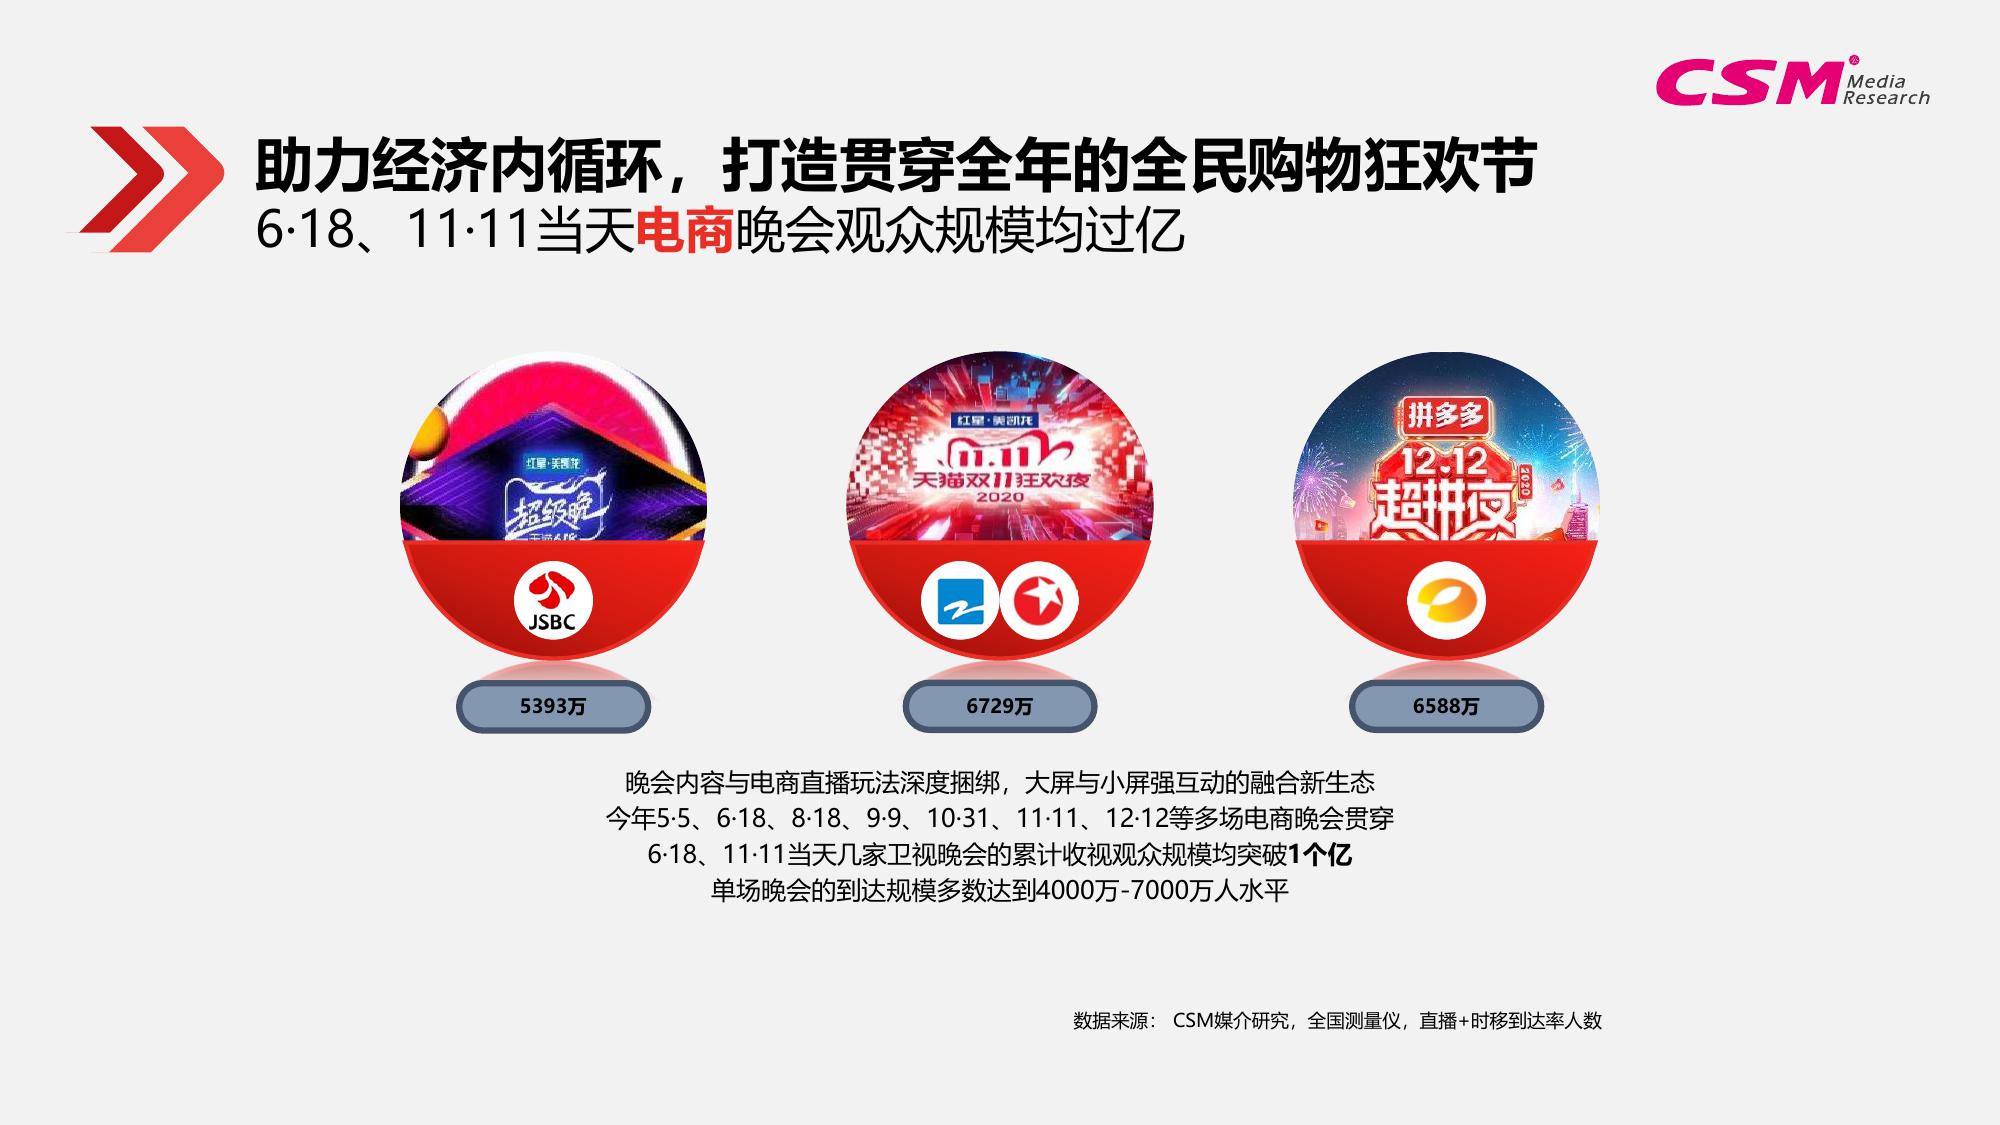 CSM Media
Research
助力经济内循环，打造贯穿全年的全民购物狂欢节
6·18、11·11当天电商晚会观众规模均过亿
红星·美凯龙
超级晚
红星·美凯龙
11.11
天猫双11狂欢夜
2020
拼多多
12.12
超拼夜
2020
JSBC
5393万
6729万
6588万
晚会内容与电商直播玩法深度捆绑，大屏与小屏强互动的融合新生态
今年5·5、6·18、8·18、9·9、10·31、11·11、12·12等多场电商晚会贯穿
6·18、11·11当天几家卫视晚会的累计收视观众规模均突破1个亿
单场晚会的到达规模多数达到4000万-7000万人水平
数据来源： CSM媒介研究，全国测量仪，直播+时移到达率人数